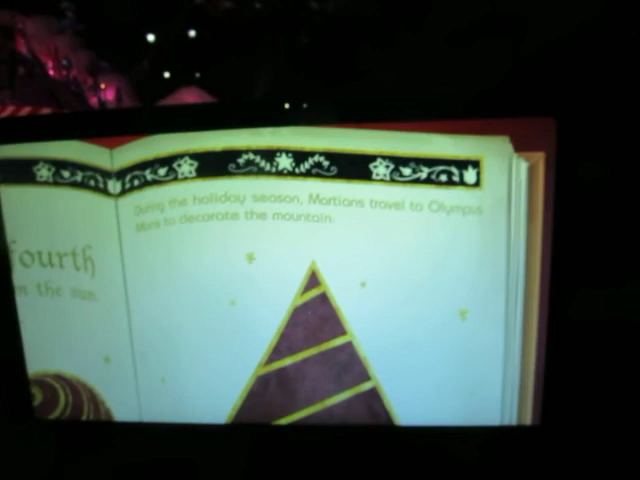 fourth
the sun.
During the holiday season, Martians travel to Olympus
Mons to decorate the mountain.